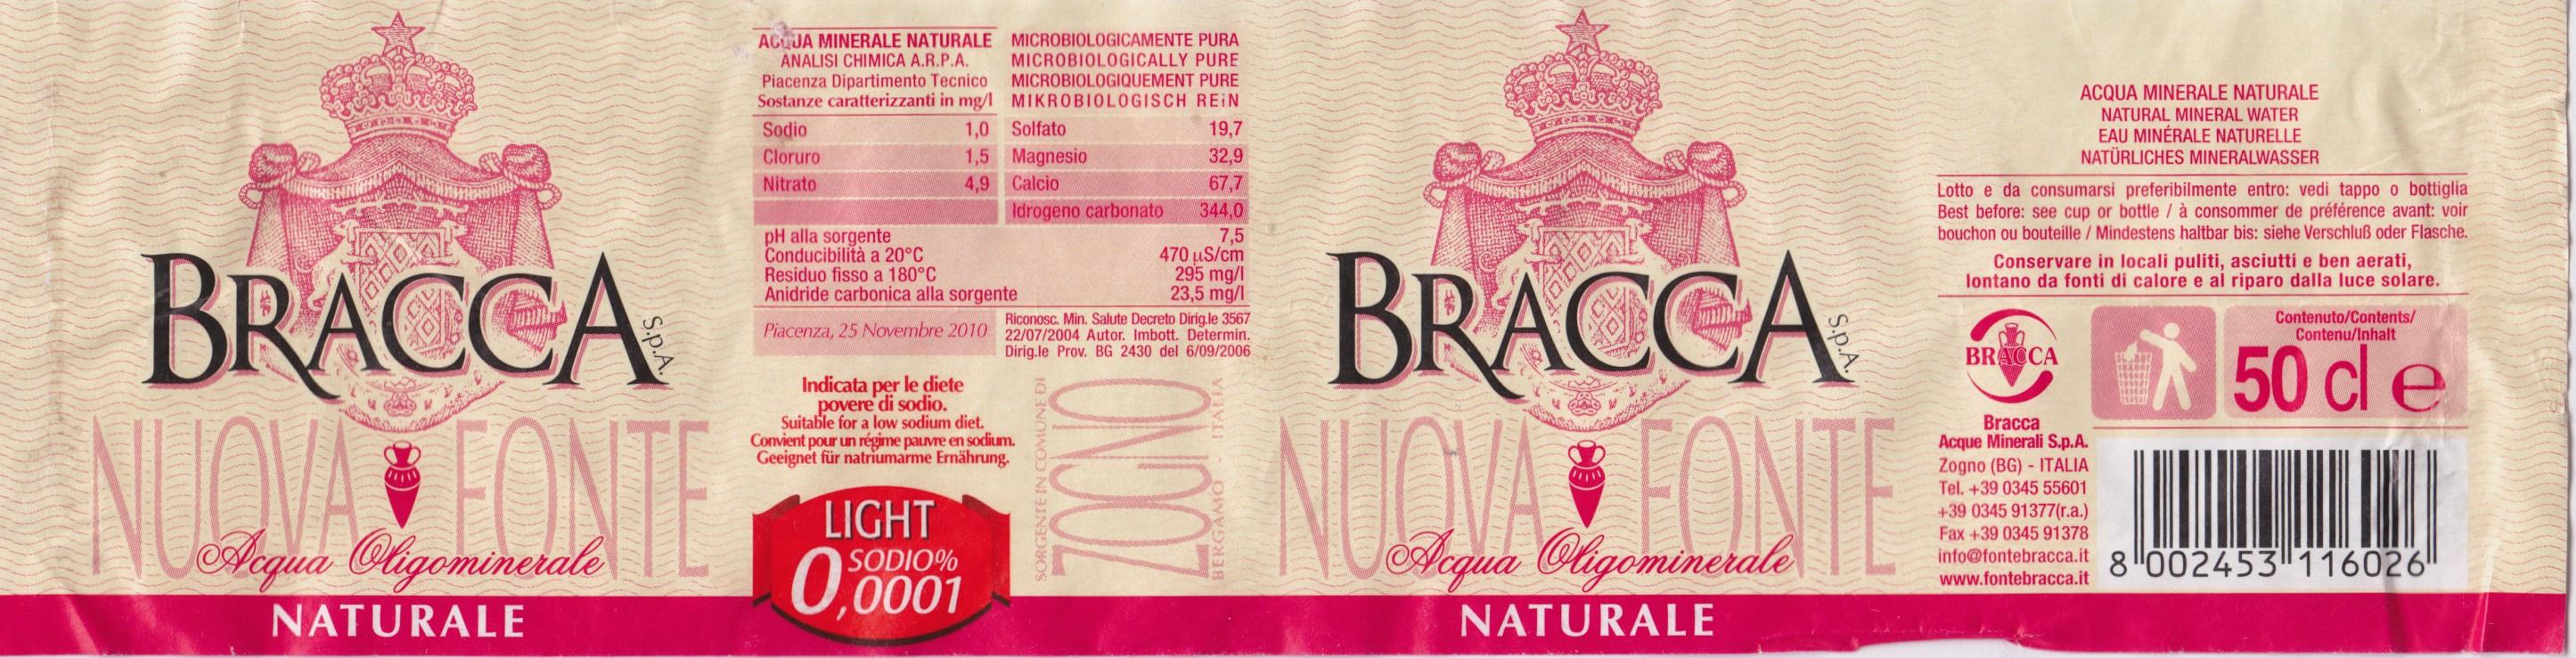 BRACCA
S.p.A.
NUOVA FONTE
Acqua Oligominerale
NATURALE
ACQUA MINERALE NATURALE
ANALISI CHIMICA A.R.P.A.
Piacenza Dipartimento Tecnico
Sostanze caratterizzanti in mg/l
MICROBIOLOGICAMENTE PURA
MICROBIOLOGICALLY PURE
MICROBIOLOGIQUEMENT PURE
MIKROBIOLOGISCH REiN
Sodio 1,0
Cloruro 1,5
Nitrato 4,9
Solfato 19,7
Magnesio 32,9
Calcio 67,7
Idrogeno carbonato 344,0
pH alla sorgente 7,5
Conducibilità a 20°C 470 µS/cm
Residuo fisso a 180°C 295 mg/l
Anidride carbonica alla sorgente 23,5 mg/l
Piacenza, 25 Novembre 2010
Riconosc. Min. Salute Decreto Dirig.le 3567
22/07/2004 Autor. Imbott. Determin.
Dirig.le Prov. BG 2430 del 6/09/2006
Indicata per le diete
povere di sodio.
Suitable for a low sodium diet.
Convient pour un régime pauvre en sodium.
Geeignet für natriumarme Ernährung.
LIGHT
SODIO%
0,0001
SORGENTE IN COMUNE DI
ZOGNO
BERGAMO - ITALIA
BRACCA
S.p.A.
NUOVA FONTE
Acqua Oligominerale
NATURALE
ACQUA MINERALE NATURALE
NATURAL MINERAL WATER
EAU MINÉRALE NATURELLE
NATÜRLICHES MINERALWASSER
Lotto e da consumarsi preferibilmente entro: vedi tappo o bottiglia
Best before: see cup or bottle / à consommer de préférence avant: voir
bouchon ou bouteille / Mindestens haltbar bis: siehe Verschluß oder Flasche.
Conservare in locali puliti, asciutti e ben aerati,
lontano da fonti di calore e al riparo dalla luce solare.
BRACCA
Bracca
Acque Minerali S.p.A.
Zogno (BG) - ITALIA
Tel. +39 0345 55601
+39 0345 91377(r.a.)
Fax +39 0345 91378
info@fontebracca.it
www.fontebracca.it
Contenuto/Contents/
Contenu/Inhalt
50 cl e
8 002453 116026